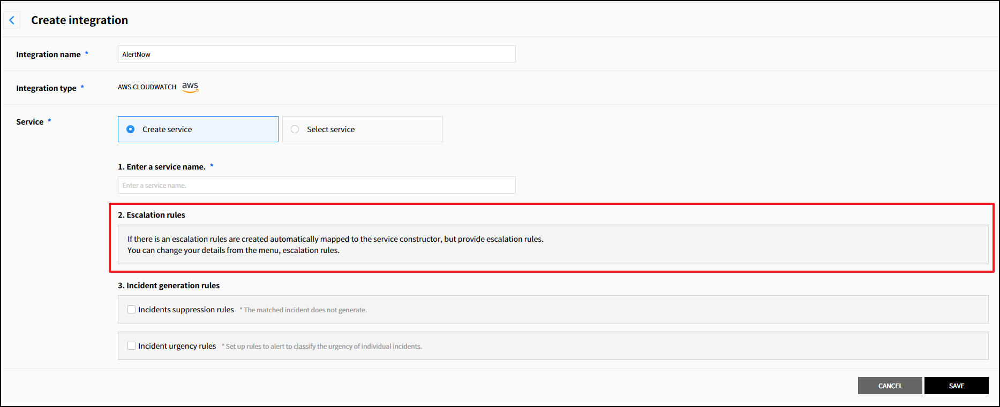 Create integration
Integration name *
AlertNow
Integration type *
AWS CLOUDWATCH aws
Service *
Create service
Select service
1. Enter a service name. *
Enter a service name.
2. Escalation rules
If there is an escalation rules are created automatically mapped to the service constructor, but provide escalation rules.
You can change your details from the menu, escalation rules.
3. Incident generation rules
Incidents suppression rules * The matched incident does not generate.
Incident urgency rules * Set up rules to alert to classify the urgency of individual incidents.
CANCEL
SAVE